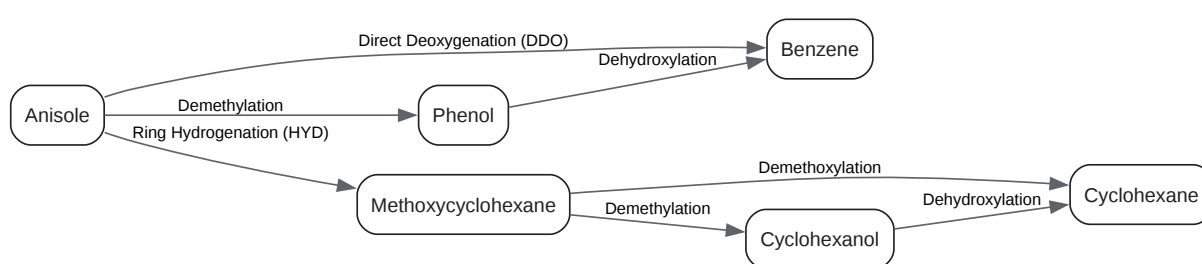 Direct Deoxygenation (DDO)
Benzene
Dehydroxylation
Anisole
Demethylation
Phenol
Ring Hydrogenation (HYD)
Methoxycyclohexane
Demethoxylation
Cyclohexane
Dehydroxylation
Demethylation
Cyclohexanol